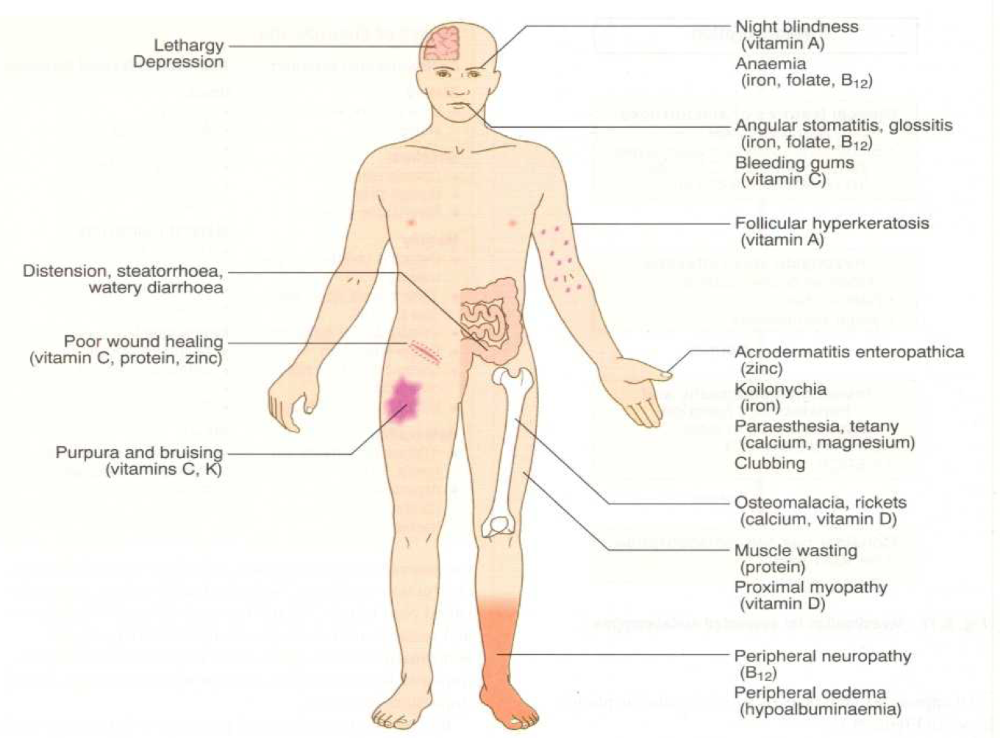 Lethargy
Depression
Distension, steatorrhoea,
watery diarrhoea
Poor wound healing
(vitamin C, protein, zinc)
Purpura and bruising
(vitamins C, K)
Night blindness
(vitamin A)
Anaemia
(iron, folate, B₁₂)
Angular stomatitis, glossitis
(iron, folate, B₁₂)
Bleeding gums
(vitamin C)
Follicular hyperkeratosis
(vitamin A)
Acrodermatitis enteropathica
(zinc)
Koilonychia
(iron)
Paraesthesia, tetany
(calcium, magnesium)
Clubbing
Osteomalacia, rickets
(calcium, vitamin D)
Muscle wasting
(protein)
Proximal myopathy
(vitamin D)
Peripheral neuropathy
(B₁₂)
Peripheral oedema
(hypoalbuminaemia)